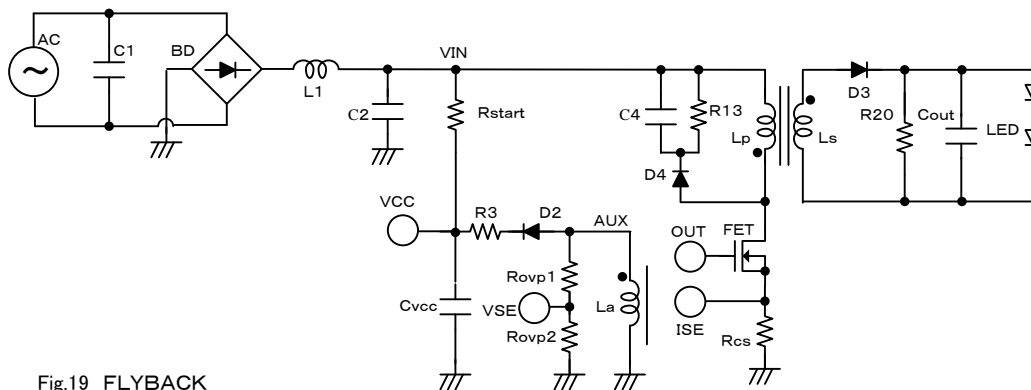 AC
C1
BD
L1
VIN
C2
Rstart
C4
R13
Lp
Ls
D3
R20
Cout
LED
D4
VCC
R3
D2
AUX
OUT
FET
Rovp1
Cvcc
VSE
La
ISE
Rovp2
Rcs
Fig.19 FLYBACK